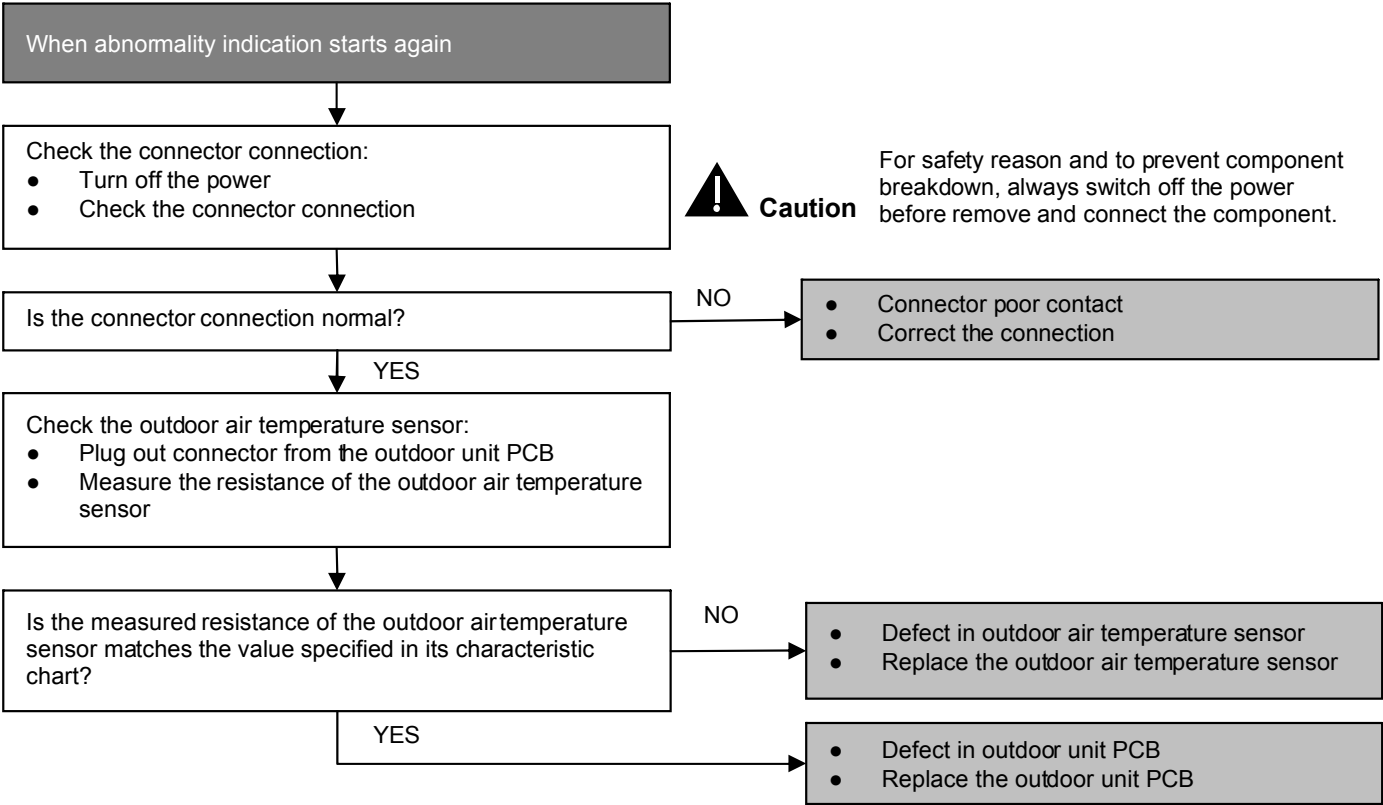 When abnormality indication starts again
Check the connector connection:
● Turn off the power
● Check the connector connection
Caution
For safety reason and to prevent component
breakdown, always switch off the power
before remove and connect the component.
Is the connector connection normal?
NO
● Connector poor contact
● Correct the connection
YES
Check the outdoor air temperature sensor:
● Plug out connector from the outdoor unit PCB
● Measure the resistance of the outdoor air temperature
sensor
Is the measured resistance of the outdoor air temperature
sensor matches the value specified in its characteristic
chart?
NO
● Defect in outdoor air temperature sensor
● Replace the outdoor air temperature sensor
YES
● Defect in outdoor unit PCB
● Replace the outdoor unit PCB